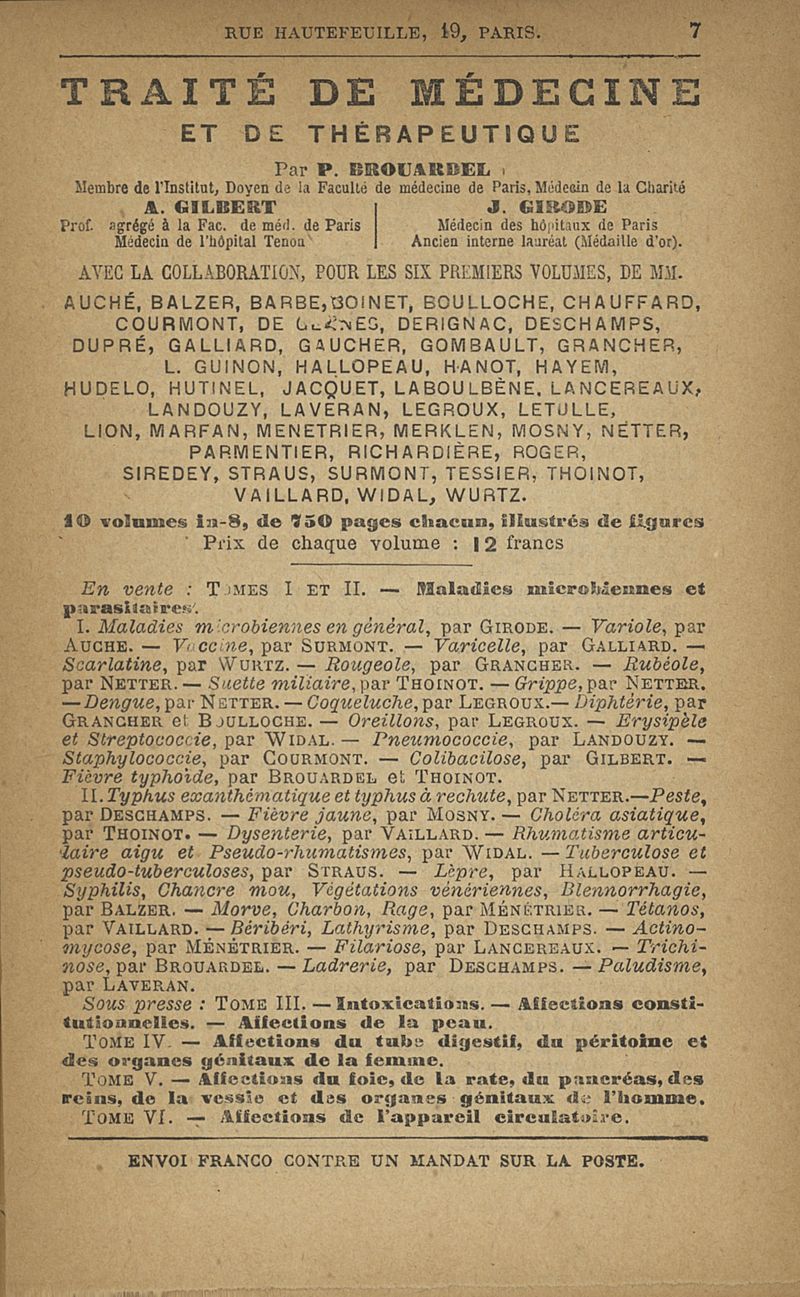 RUE HAUTEFEUILLE, 19, PARIS. 7
TRAITÉ DE MÉDECINE
ET DE THÉRAPEUTIQUE
Par P. BROUARDEL
Membre de l'Institut, Doyen de la Faculté de médecine de Paris, Médecin de la Charité
A. GILBERT
Prof. agrégé à la Fac. de méd. de Paris
Médecin de l'hôpital Tenon
J. GIRODE
Médecin des hôpitaux de Paris
Ancien interne lauréat (Médaille d'or).
AVEC LA COLLABORATION, POUR LES SIX PREMIERS VOLUMES, DE MM.
AUCHÉ, BALZER, BARBE, BOINET, BOULLOCHE, CHAUFFARD,
COURMONT, DE GENNES, DERIGNAC, DESCHAMPS,
DUPRÉ, GALLIARD, GAUCHER, GOMBAULT, GRANCHER,
L. GUINON, HALLOPEAU, HANOT, HAYEM,
HUDELO, HUTINEL, JACQUET, LABOULBÈNE, LANCEREAUX,
LANDOUZY, LAVERAN, LEGROUX, LETULLE,
LION, MARFAN, MENETRIER, MERKLEN, MOSNY, NETTER,
PARMENTIER, RICHARDIÈRE, ROGER,
SIREDEY, STRAUS, SURMONT, TESSIER, THOINOT,
VAILLARD, WIDAL, WURTZ.
10 volumes in-8, de 750 pages chacun, illustrés de figures
Prix de chaque volume : 12 francs
En vente : TOMES I ET II. — Maladies microbiennes et
parasitaires.
I. Maladies microbiennes en général, par GIRODE. — Variole, par
AUCHE. — Vaccine, par SURMONT. — Varicelle, par GALLIARD. —
Scarlatine, par WURTZ. — Rougeole, par GRANCHER. — Rubéole,
par NETTER. — Suette miliaire, par THOINOT. — Grippe, par NETTER.
— Dengue, par NETTER. — Coqueluche, par LEGROUX. — Diphtérie, par
GRANCHER et BOULLOCHE. — Oreillons, par LEGROUX. — Erysipèle
et Streptococcie, par WIDAL. — Pneumococcie, par LANDOUZY. —
Staphylococcie, par COURMONT. — Colibacilose, par GILBERT. —
Fièvre typhoïde, par BROUARDEL et THOINOT.
II. Typhus exanthématique et typhus à rechute, par NETTER. — Peste,
par DESCHAMPS. — Fièvre jaune, par MOSNY. — Choléra asiatique,
par THOINOT. — Dysenterie, par VAILLARD. — Rhumatisme articu-
laire aigu et Pseudo-rhumatismes, par WIDAL. — Tuberculose et
pseudo-tuberculoses, par STRAUS. — Lèpre, par HALLOPEAU. —
Syphilis, Chancre mou, Végétations vénériennes, Blennorrhagie,
par BALZER. — Morve, Charbon, Rage, par MÉNÉTRIER. — Tétanos,
par VAILLARD. — Béribéri, Lathyrisme, par DESCHAMPS. — Actino-
mycose, par MÉNÉTRIER. — Filariose, par LANCEREAUX. — Trichi-
nose, par BROUARDEL. — Ladrerie, par DESCHAMPS. — Paludisme,
par LAVERAN.
Sous presse : TOME III. — Intoxications. — Affections consti-
tutionnelles. — Affections de la peau.
TOME IV. — Affections du tube digestif, du péritoine et
des organes génitaux de la femme.
TOME V. — Affections du foie, de la rate, du pancréas, des
reins, de la vessie et des organes génitaux de l'homme.
TOME VI. — Affections de l'appareil circulatoire.
ENVOI FRANCO CONTRE UN MANDAT SUR LA POSTE.